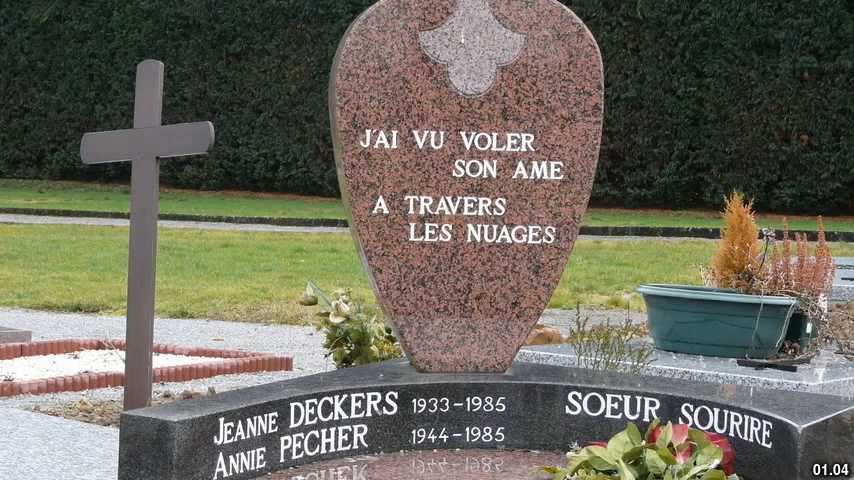 J'AI VU VOLER
SON AME
A TRAVERS
LES NUAGES
JEANNE DECKERS 1933-1985
ANNIE PECHER 1944-1985
SOEUR SOURIRE
01.04